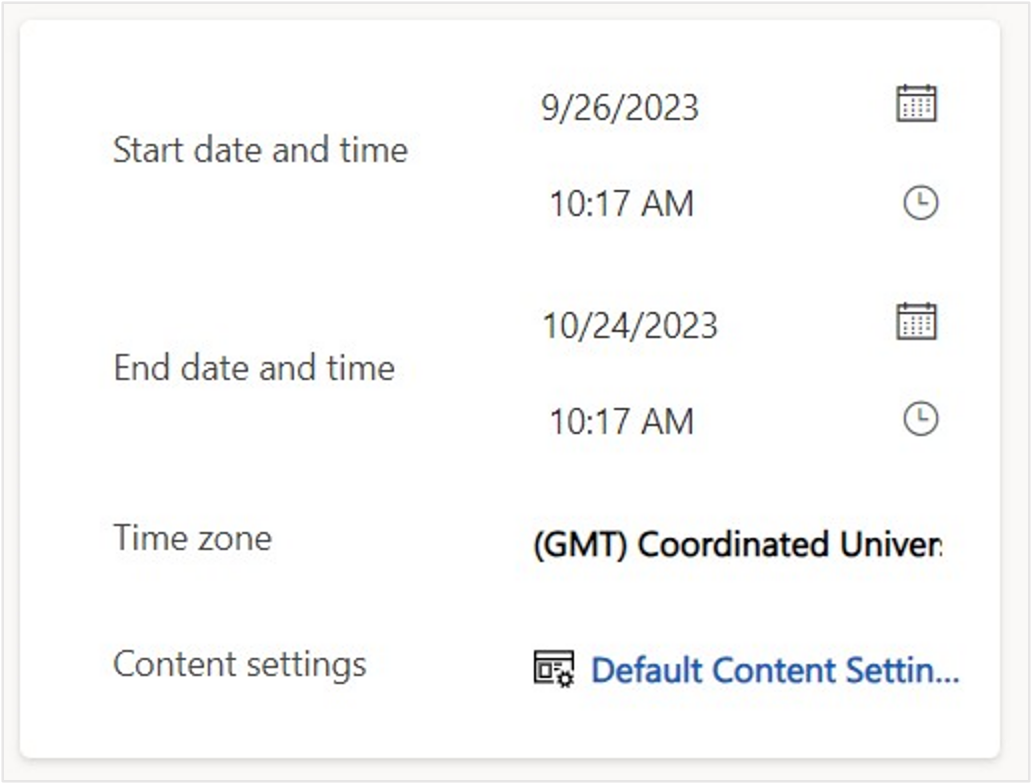 9/26/2023
Start date and time
10:17 AM
10/24/2023
End date and time
10:17 AM
Time zone
(GMT) Coordinated Univer
Content settings
Default Content Settin...